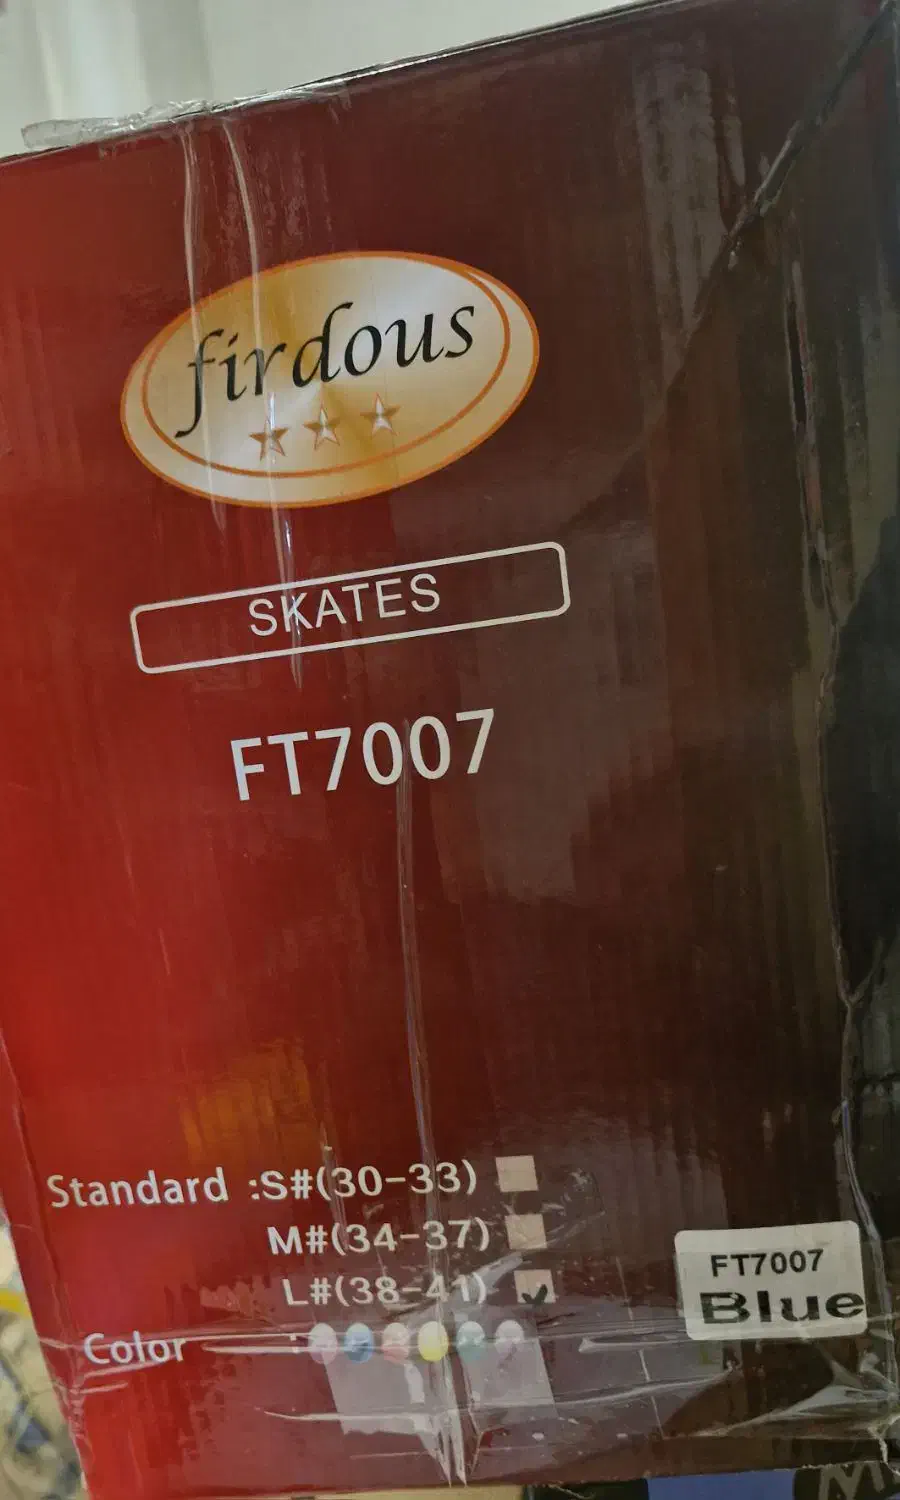 firdous
SKATES
FT7007
Standard :S#(30-33)
M#(34-37)
L#(38-41)
Color :
FT7007
Blue